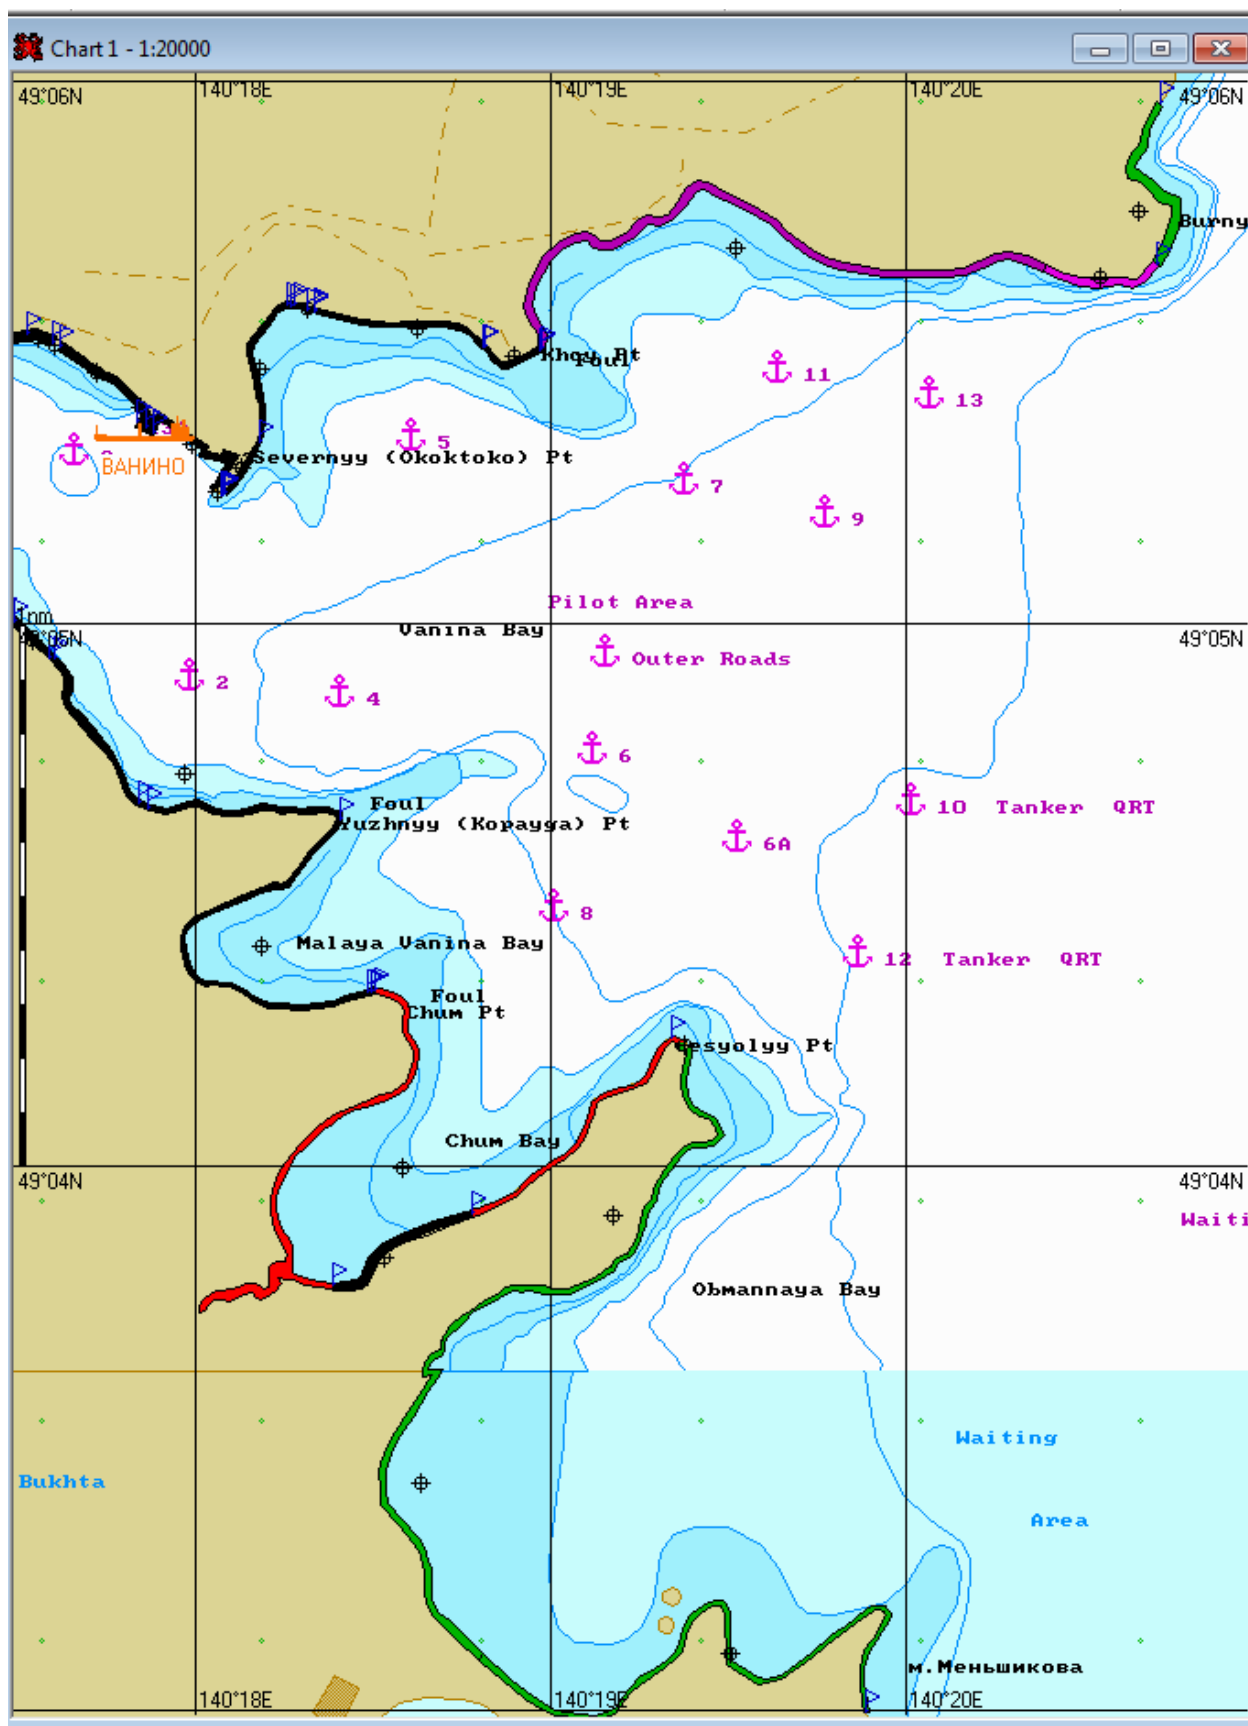 Chart 1 - 1:20000
49°06N
140°18E
140°19E
140°20E
49°06N
Burny
Khoy Pt
Foul
11
13
5
3
Severnyy (Okoktoko) Pt
ВАНИНО
7
9
Pilot Area
1nm
Vanina Bay
49°05N
49°05N
Outer Roads
2
4
6
Foul
10 Tanker QRT
Yuzhnyy (Korayga) Pt
6A
8
Malaya Vanina Bay
12 Tanker QRT
Foul
Chum Pt
Vesyolyy Pt
Chum Bay
49°04N
49°04N
Waiti
Obmannaya Bay
Waiting
Bukhta
Area
м.Меньшикова
140°18E
140°19E
140°20E